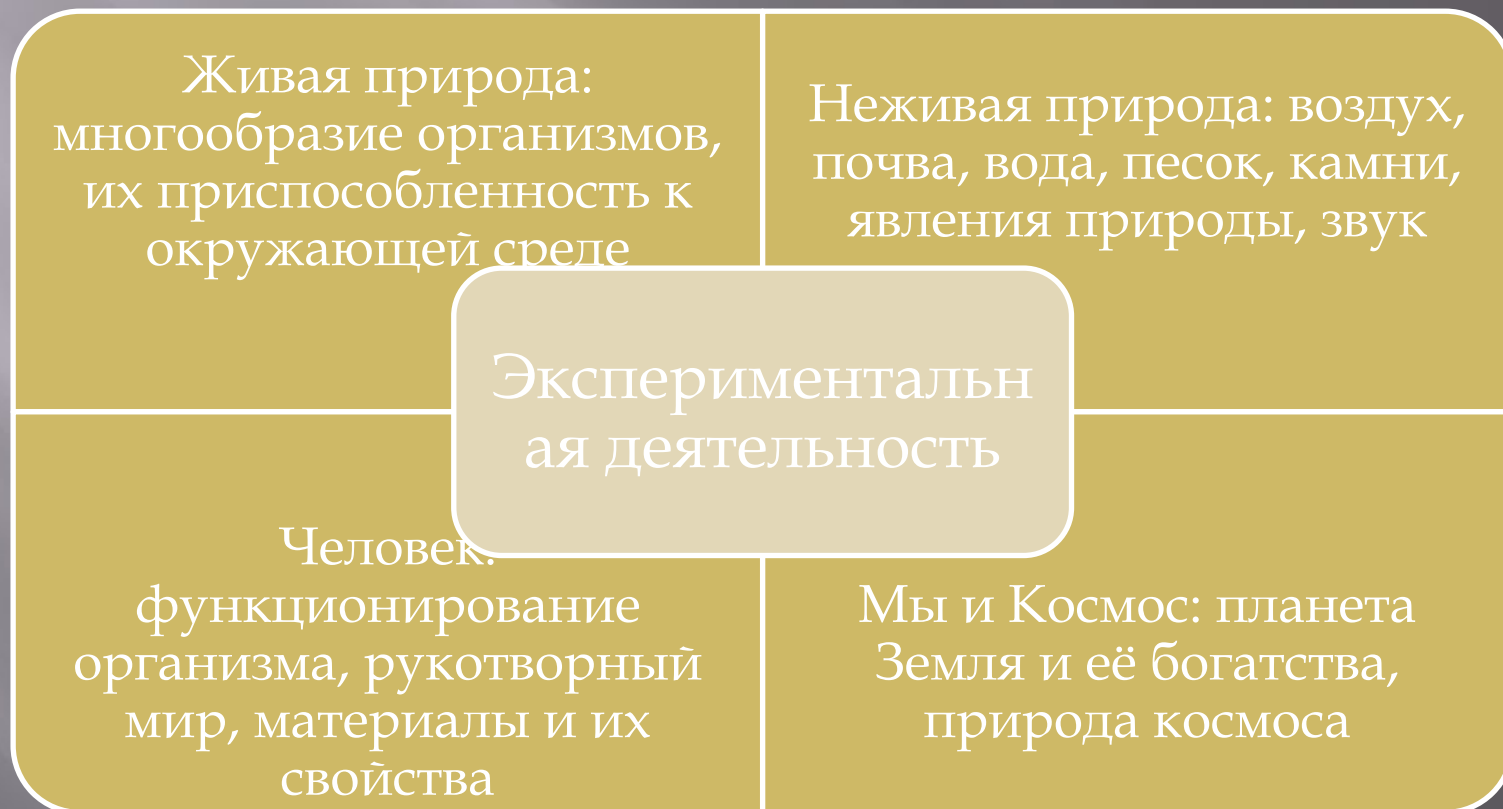 Живая природа:
многообразие организмов,
их приспособленность к
окружающей среде
Неживая природа: воздух,
почва, вода, песок, камни,
явления природы, звук
Экспериментальн
ая деятельность
Человек:
функционирование
организма, рукотворный
мир, материалы и их
свойства
Мы и Космос: планета
Земля и её богатства,
природа космоса